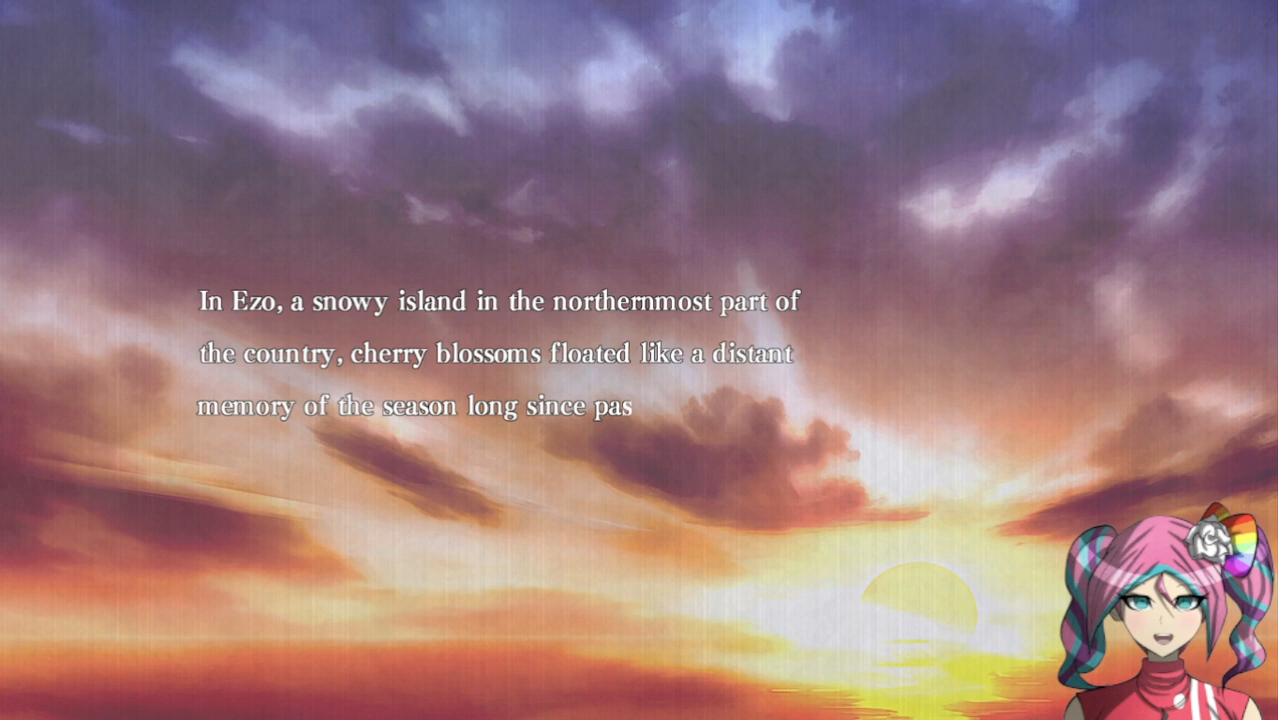 In Ezo, a snowy island in the northernmost part of
the country, cherry blossoms floated like a distant
memory of the season long since pas